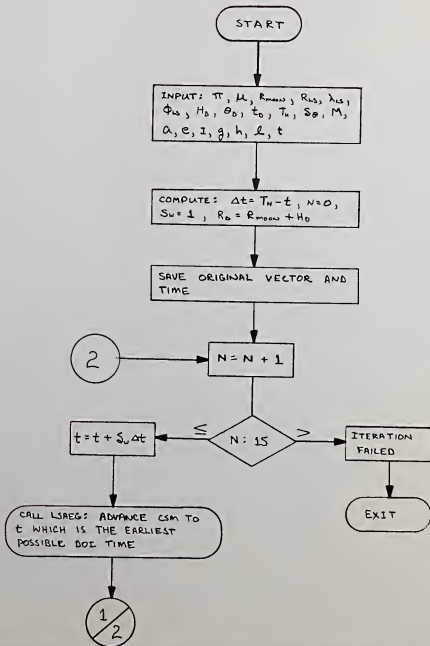 START
INPUT: π, μ, Rmoon, RLS, λLS,
ΦLS, HD, ΘD, tD, TH, SΘ, M,
a, e, I, g, h, l, t
COMPUTE: Δt = TH - t, N = 0,
SW = 1, RD = RMOON + HD
SAVE ORIGINAL VECTOR AND
TIME
2
N = N + 1
≤
N : 15
>
t = t + SW Δt
ITERATION
FAILED
CALL LSAEG: ADVANCE CSM TO
t WHICH IS THE EARLIEST
POSSIBLE DOI TIME
EXIT
1/2